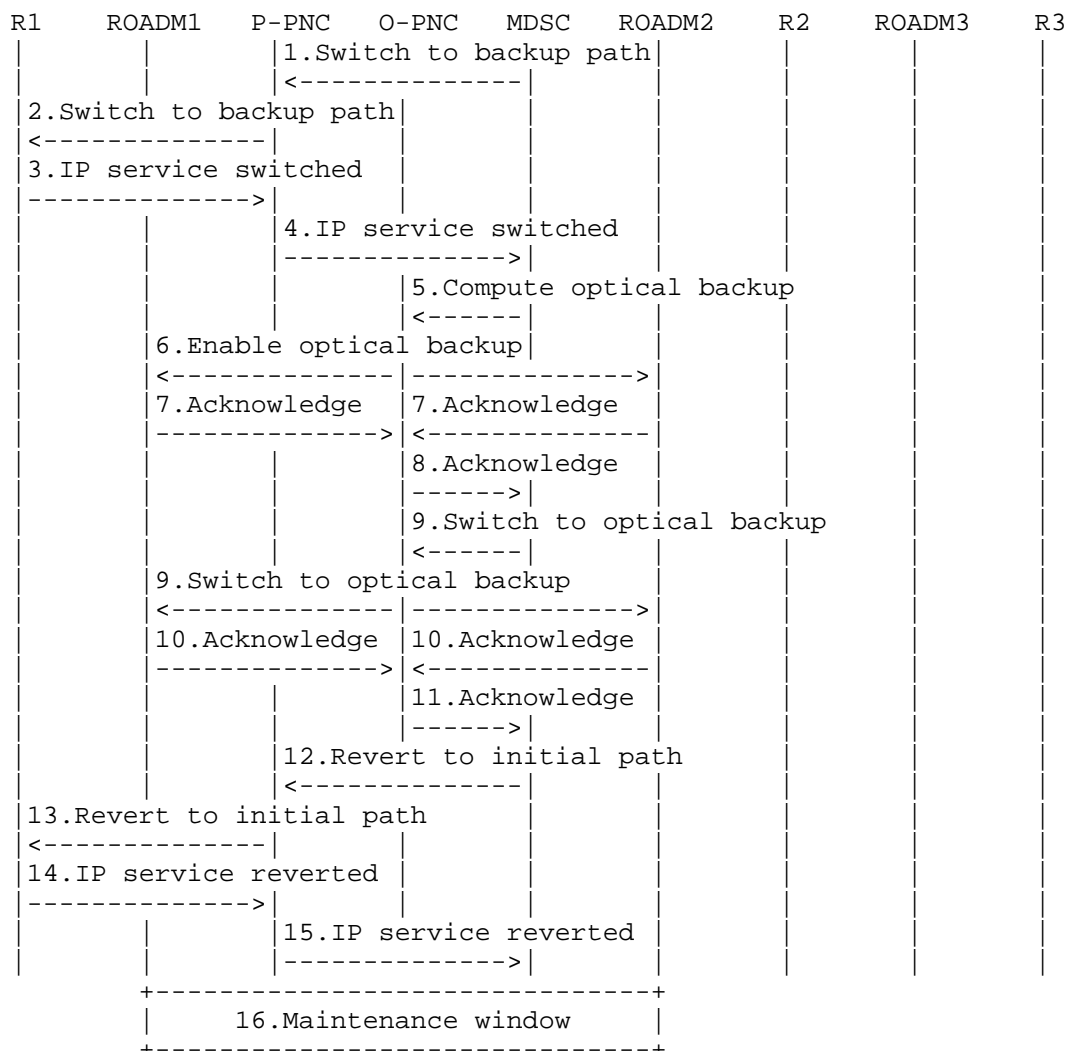 R1 ROADM1 P-PNC O-PNC MDSC ROADM2 R2 ROADM3 R3
1.Switch to backup path
2.Switch to backup path
3.IP service switched
4.IP service switched
5.Compute optical backup
6.Enable optical backup
7.Acknowledge 7.Acknowledge
8.Acknowledge
9.Switch to optical backup
9.Switch to optical backup
10.Acknowledge 10.Acknowledge
11.Acknowledge
12.Revert to initial path
13.Revert to initial path
14.IP service reverted
15.IP service reverted
16.Maintenance window